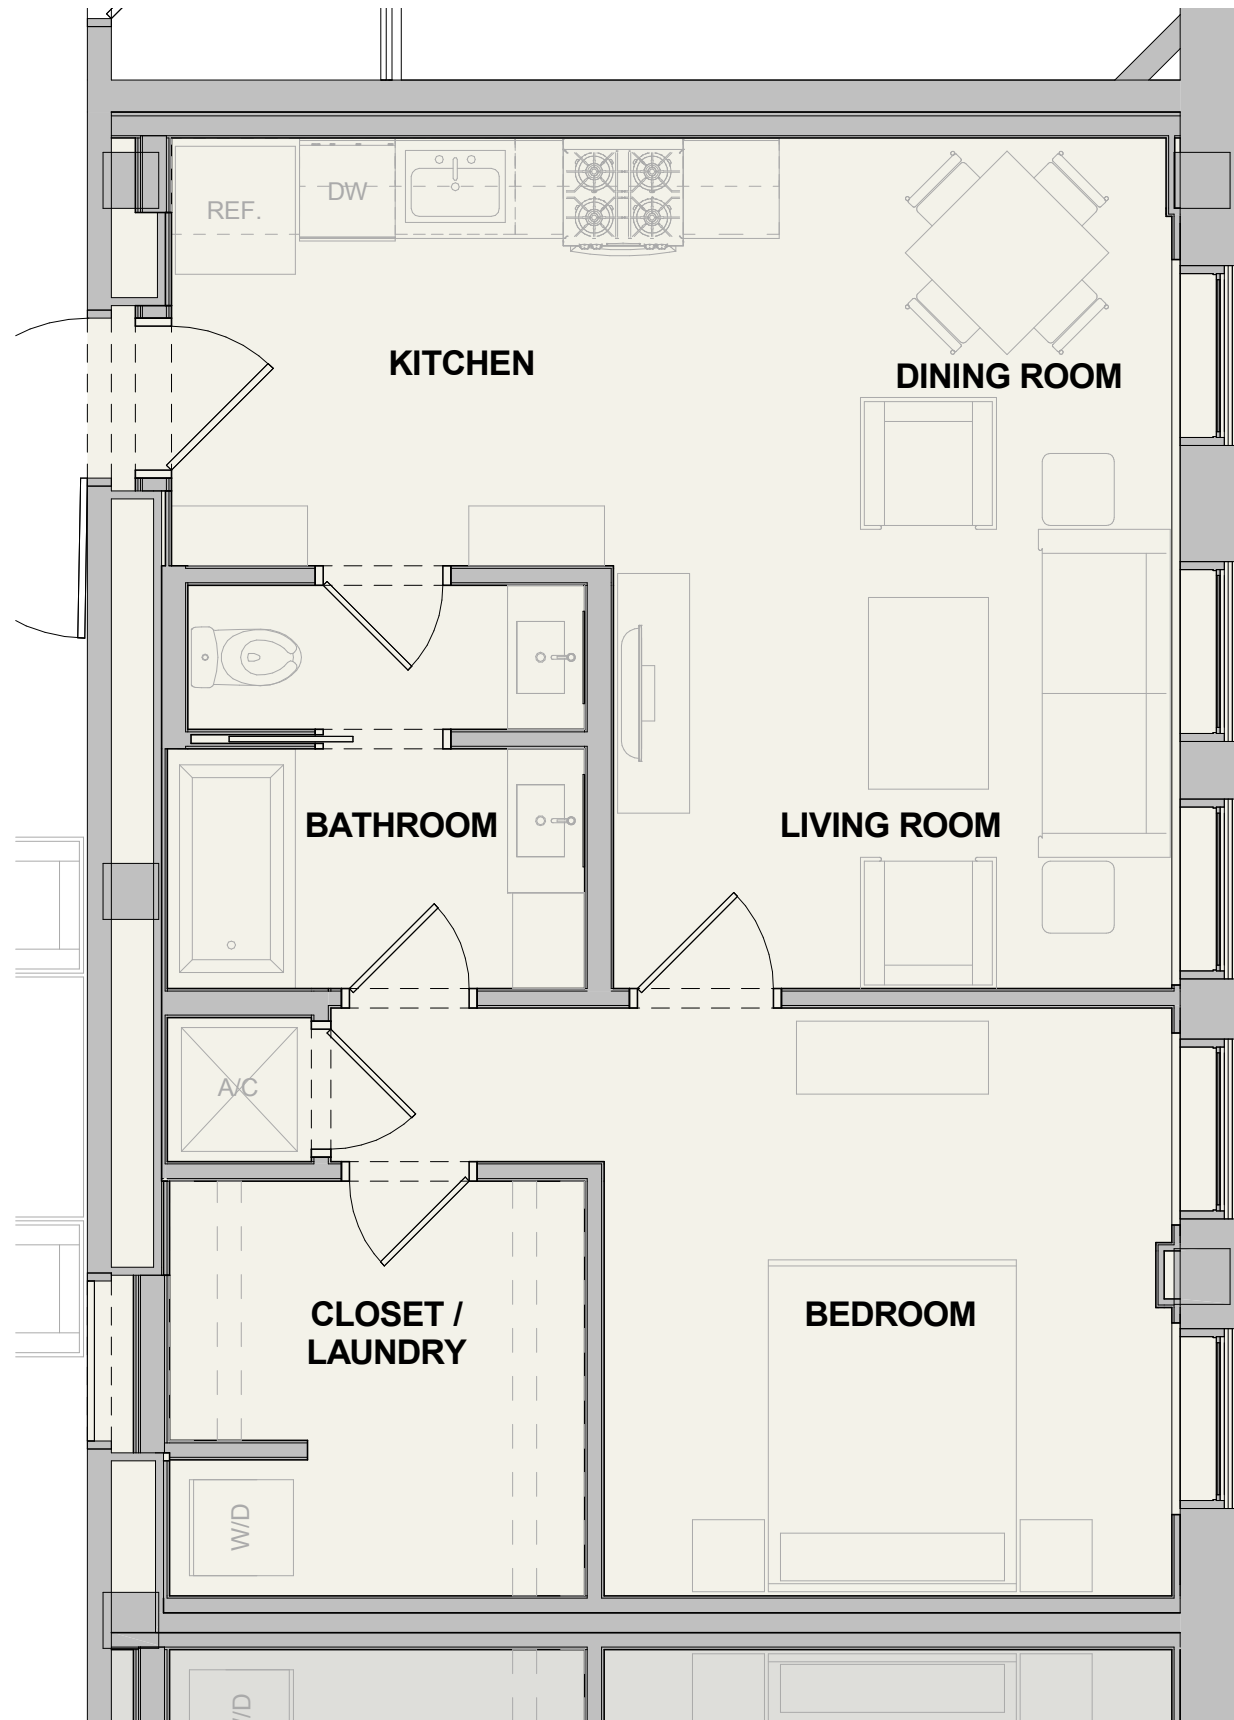 REF.
DW
KITCHEN
DINING ROOM
BATHROOM
LIVING ROOM
A/C
CLOSET /
LAUNDRY
BEDROOM
W/D